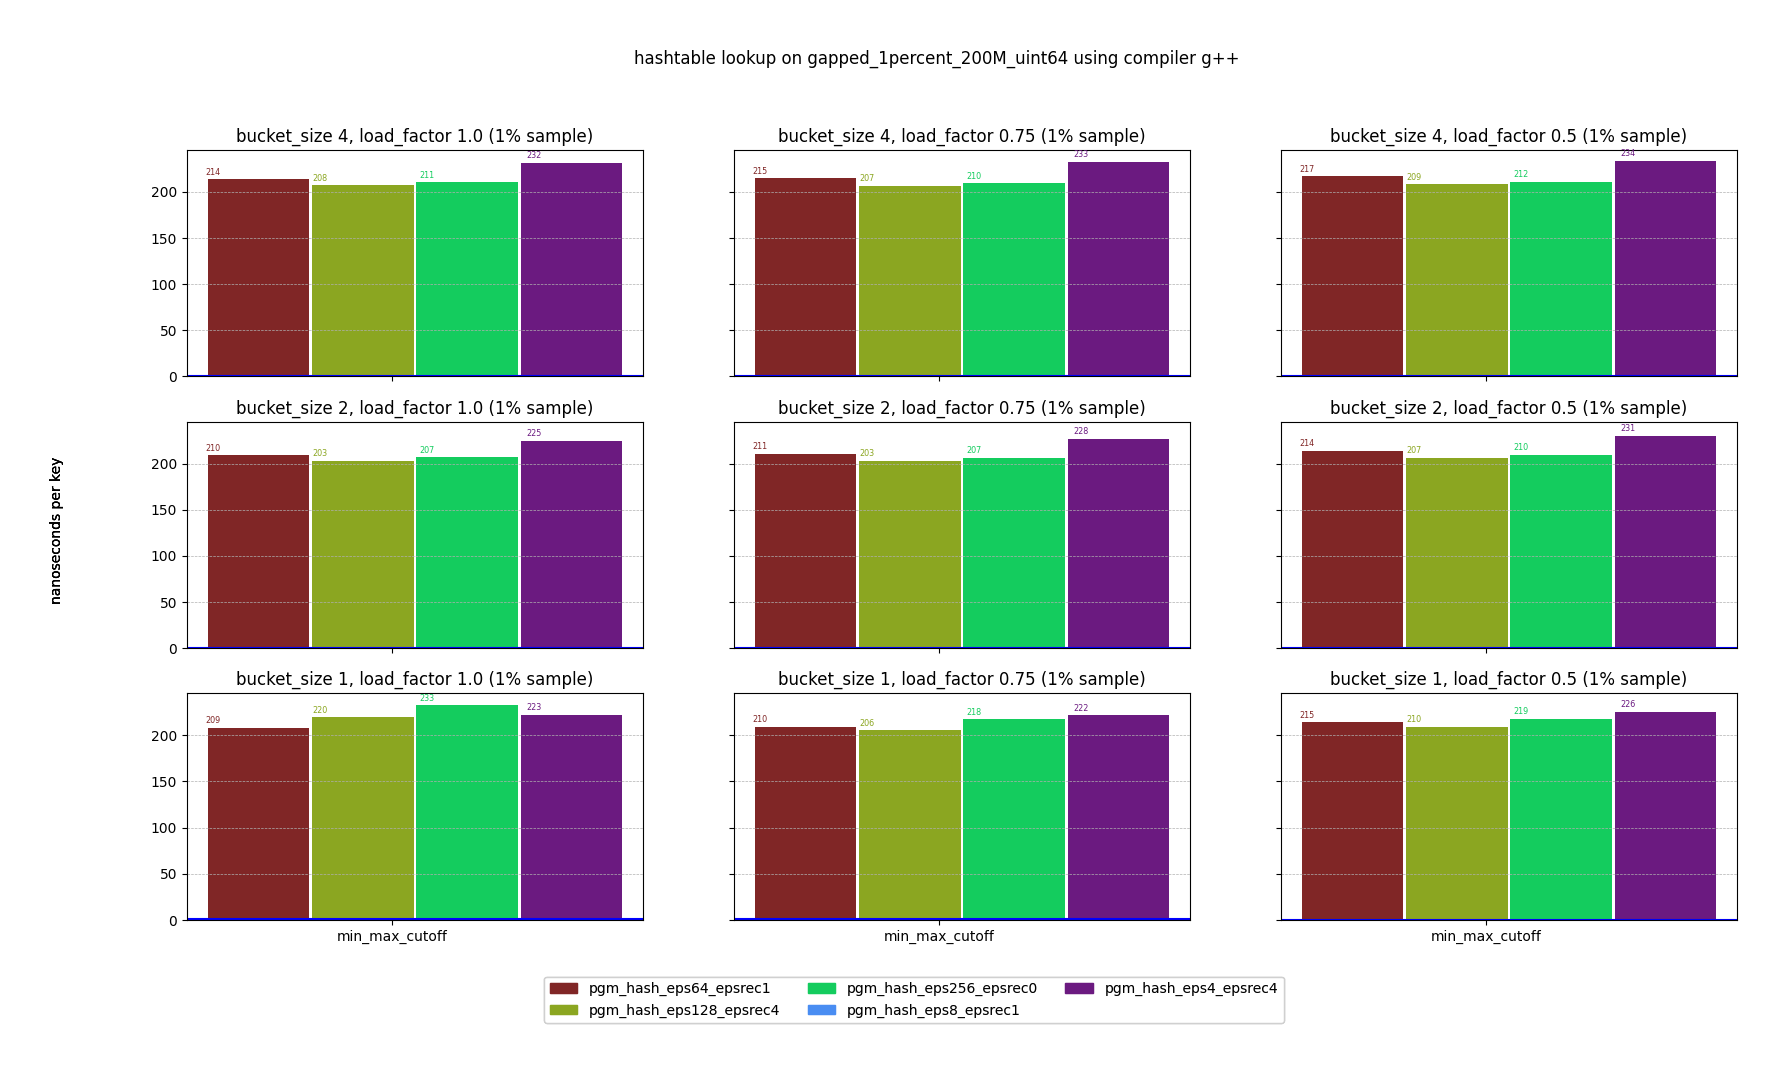 hashtable lookup on gapped_1percent_200M_uint64 using compiler g++
bucket_size 4, load_factor 1.0 (1% sample)
214
208
211
232
200
150
100
50
0
bucket_size 4, load_factor 0.75 (1% sample)
215
207
210
233
bucket_size 4, load_factor 0.5 (1% sample)
217
209
212
234
bucket_size 2, load_factor 1.0 (1% sample)
210
203
207
225
200
150
100
50
0
bucket_size 2, load_factor 0.75 (1% sample)
211
203
207
228
bucket_size 2, load_factor 0.5 (1% sample)
214
207
210
231
nanoseconds per key
bucket_size 1, load_factor 1.0 (1% sample)
209
220
233
223
200
150
100
50
0
min_max_cutoff
bucket_size 1, load_factor 0.75 (1% sample)
210
206
218
222
min_max_cutoff
bucket_size 1, load_factor 0.5 (1% sample)
215
210
219
226
min_max_cutoff
pgm_hash_eps64_epsrec1
pgm_hash_eps128_epsrec4
pgm_hash_eps256_epsrec0
pgm_hash_eps8_epsrec1
pgm_hash_eps4_epsrec4